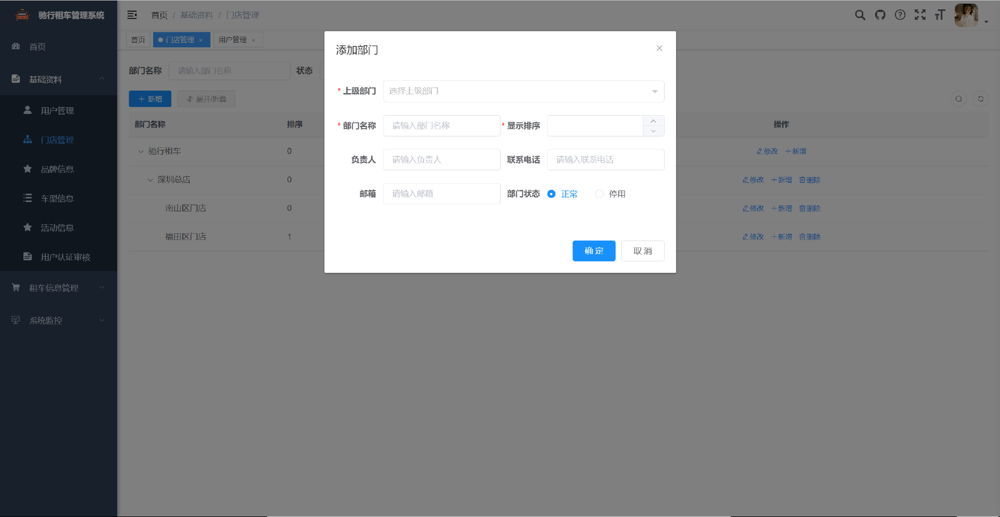 驰行租车管理系统
首页 / 基础资料 / 门店管理
首页
门店管理 ×
用户管理 ×
首页
基础资料
用户管理
门店管理
品牌信息
车型信息
活动信息
用户认证审核
租车信息管理
系统监控
部门名称 请输入部门名称 状态
+ 新增 展开/折叠
部门名称 排序 操作
驰行租车 0 修改 +新增
深圳总店 0 修改 +新增 删除
南山区门店 0 修改 +新增 删除
福田区门店 1 修改 +新增 删除
添加部门
* 上级部门 选择上级部门
* 部门名称 请输入部门名称 * 显示排序
负责人 请输入负责人 联系电话 请输入联系电话
邮箱 请输入邮箱 部门状态 正常 停用
确 定 取 消